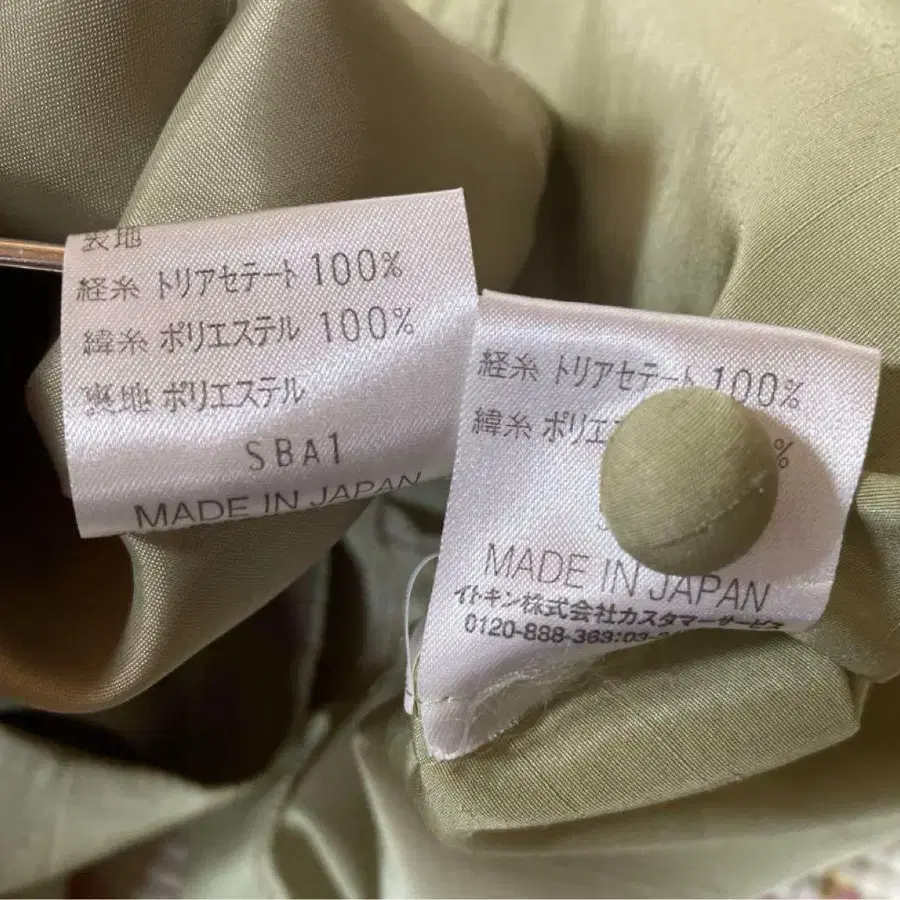 表地
経糸 トリアセテート 100%
緯糸 ポリエステル 100%
裏地 ポリエステル
SBA1
MADE IN JAPAN
経糸 トリアセテート 100%
緯糸 %
MADE IN JAPAN
イトキン株式会社カスタマーサービス
0120-888-363:03-